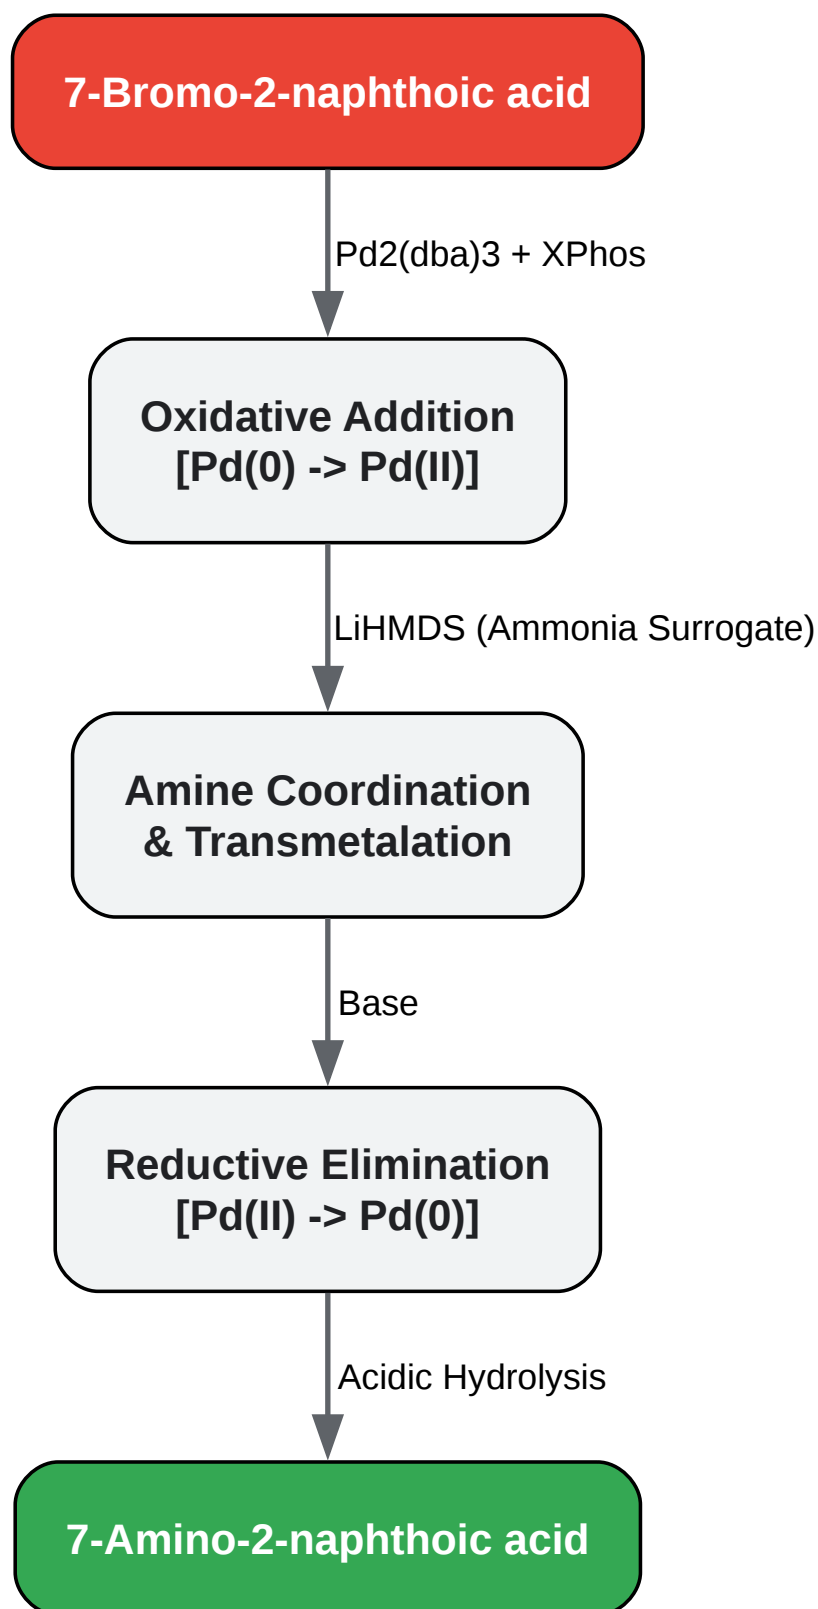 7-Bromo-2-naphthoic acid
Pd2(dba)3 + XPhos
Oxidative Addition
[Pd(0) -> Pd(II)]
LiHMDS (Ammonia Surrogate)
Amine Coordination
& Transmetalation
Base
Reductive Elimination
[Pd(II) -> Pd(0)]
Acidic Hydrolysis
7-Amino-2-naphthoic acid